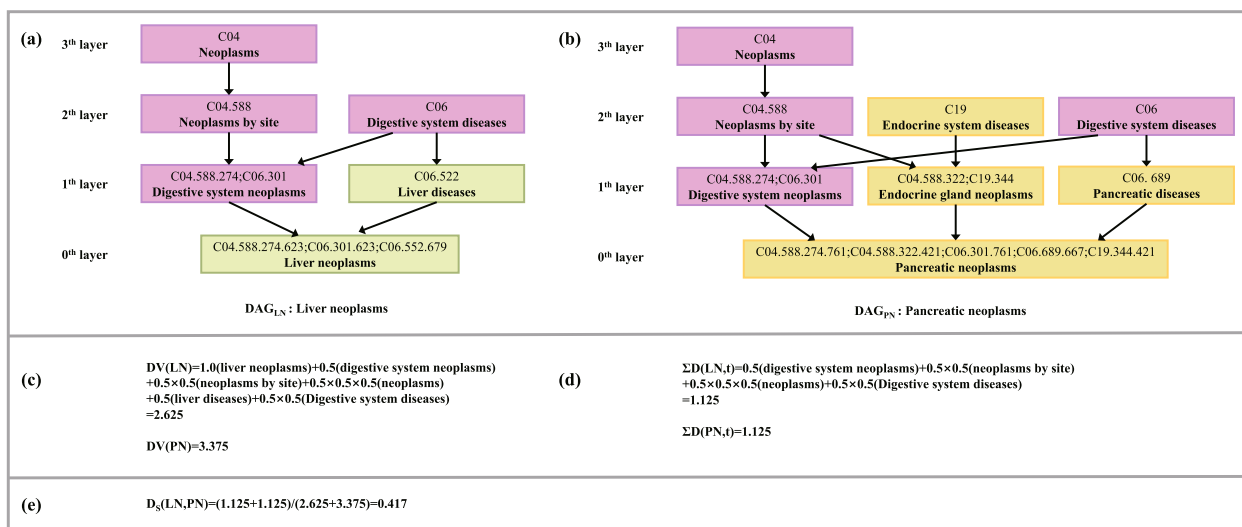 (a)
3th layer
C04
Neoplasms
2th layer
C04.588
Neoplasms by site
C06
Digestive system diseases
1th layer
C04.588.274;C06.301
Digestive system neoplasms
C06.522
Liver diseases
0th layer
C04.588.274.623;C06.301.623;C06.552.679
Liver neoplasms
DAGLN : Liver neoplasms
(b)
3th layer
C04
Neoplasms
2th layer
C04.588
Neoplasms by site
C19
Endocrine system diseases
C06
Digestive system diseases
1th layer
C04.588.274;C06.301
Digestive system neoplasms
C04.588.322;C19.344
Endocrine gland neoplasms
C06. 689
Pancreatic diseases
0th layer
C04.588.274.761;C04.588.322.421;C06.301.761;C06.689.667;C19.344.421
Pancreatic neoplasms
DAGPN : Pancreatic neoplasms
(c)
DV(LN)=1.0(liver neoplasms)+0.5(digestive system neoplasms)
+0.5×0.5(neoplasms by site)+0.5×0.5×0.5(neoplasms)
+0.5(liver diseases)+0.5×0.5(Digestive system diseases)
=2.625
DV(PN)=3.375
(d)
ΣD(LN,t)=0.5(digestive system neoplasms)+0.5×0.5(neoplasms by site)
+0.5×0.5×0.5(neoplasms)+0.5×0.5(Digestive system diseases)
=1.125
ΣD(PN,t)=1.125
(e)
DS(LN,PN)=(1.125+1.125)/(2.625+3.375)=0.417